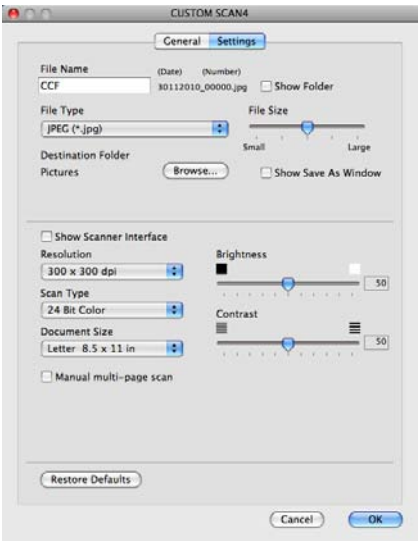 CUSTOM SCAN4
General Settings
File Name (Date) (Number)
CCF 30112010_00000.jpg Show Folder
File Type File Size
JPEG (*.jpg)
Small Large
Destination Folder
Pictures Browse... Show Save As Window
Show Scanner Interface
Resolution Brightness
300 x 300 dpi 50
Scan Type
24 Bit Color Contrast
Document Size
Letter 8.5 x 11 in 50
Manual multi-page scan
Restore Defaults
Cancel OK